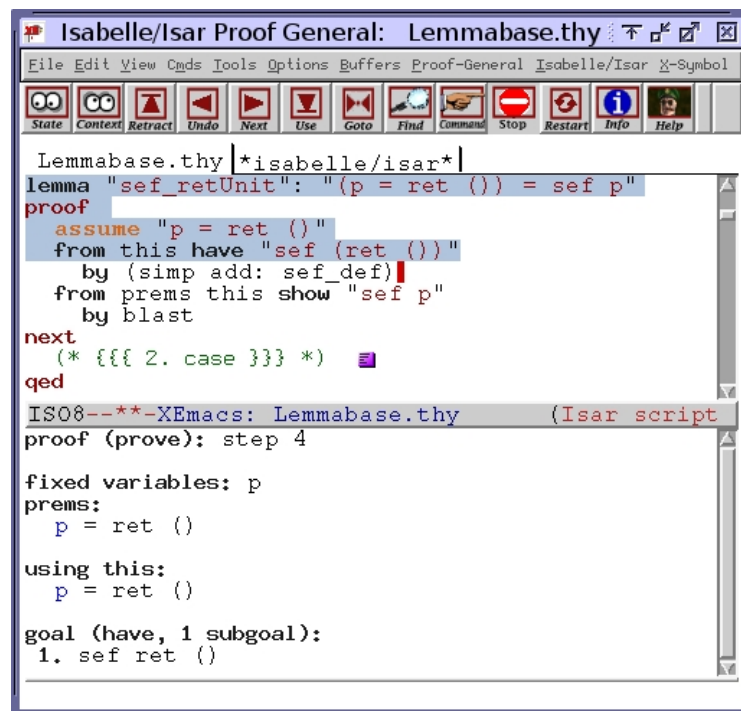 Isabelle/Isar Proof General: Lemmabase.thy
File Edit View Cmds Tools Options Buffers Proof-General Isabelle/Isar X-Symbol
State Context Retract Undo Next Use Goto Find Command Stop Restart Info Help
Lemmabase.thy *isabelle/isar*
lemma "sef_retUnit": "(p = ret ()) = sef p"
proof
assume "p = ret ()"
from this have "sef (ret ())"
by (simp add: sef_def)
from prems this show "sef p"
by blast
next
(* {{{ 2. case }}} *)
qed
ISO8--**-XEmacs: Lemmabase.thy (Isar script
proof (prove): step 4
fixed variables: p
prems:
p = ret ()
using this:
p = ret ()
goal (have, 1 subgoal):
1. sef ret ()